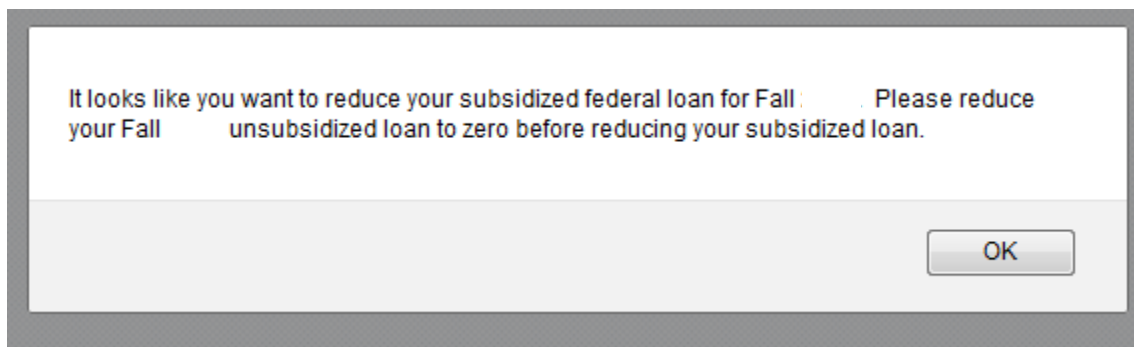 It looks like you want to reduce your subsidized federal loan for Fall . Please reduce
your Fall unsubsidized loan to zero before reducing your subsidized loan.
OK